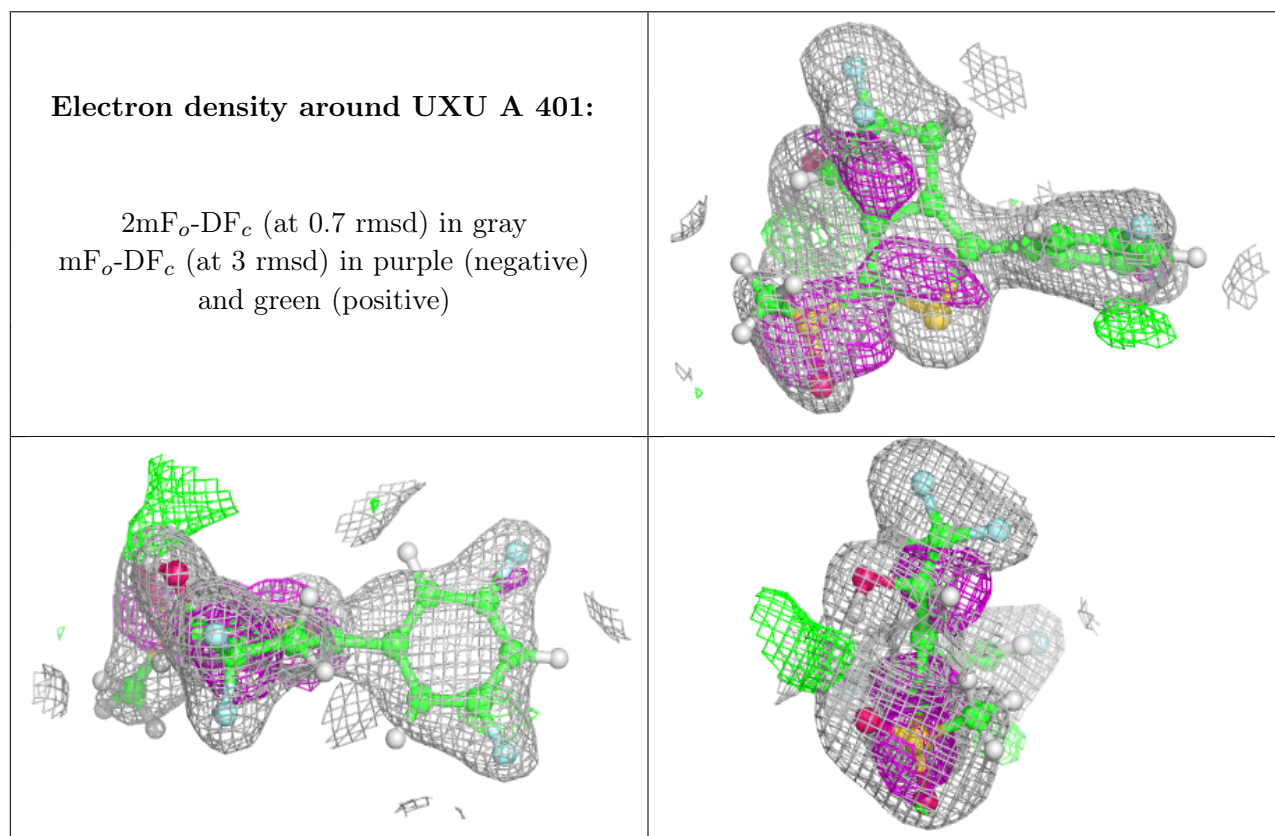 Electron density around UXU A 401:
2mFo-DFc (at 0.7 rmsd) in gray
mFo-DFc (at 3 rmsd) in purple (negative)
and green (positive)